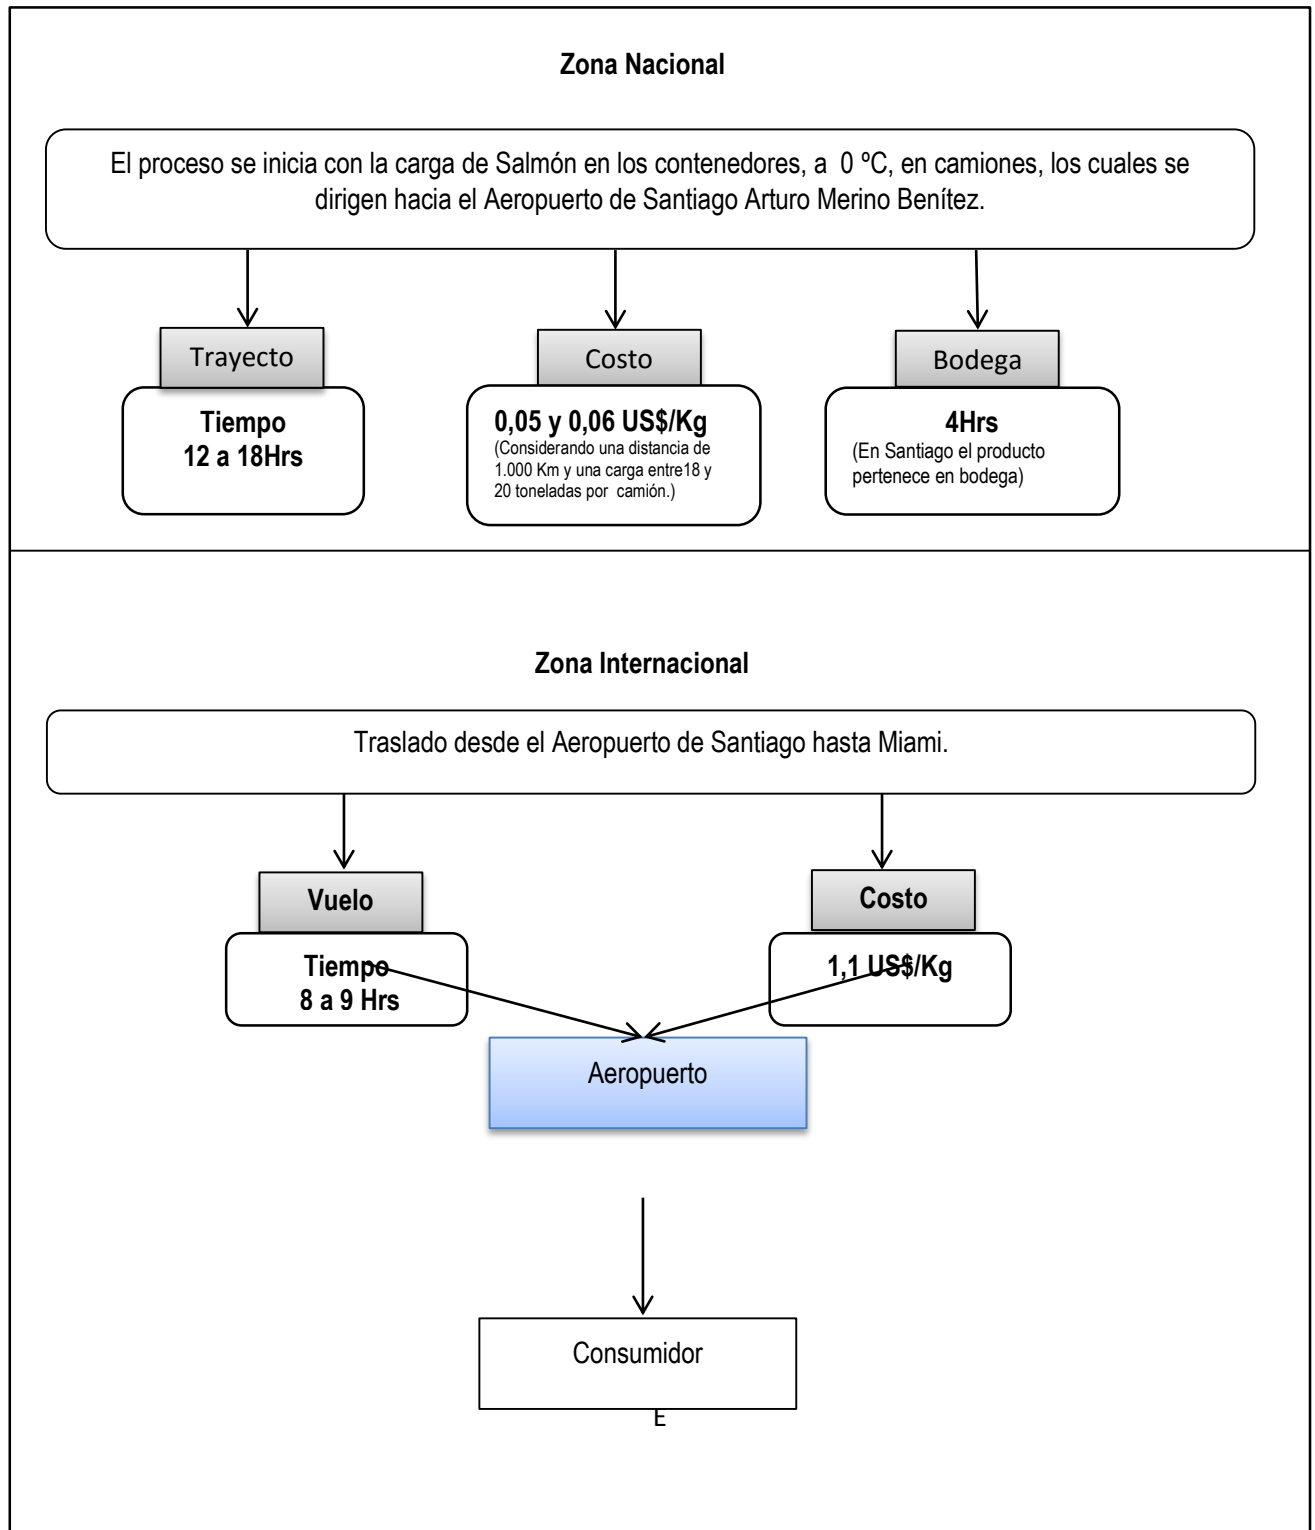 Zona Nacional
El proceso se inicia con la carga de Salmón en los contenedores, a  0 ºC, en camiones, los cuales se
dirigen hacia el Aeropuerto de Santiago Arturo Merino Benítez.
Trayecto
Tiempo
12 a 18Hrs
Costo
0,05 y 0,06 US$/Kg
(Considerando una distancia de
1.000 Km y una carga entre18 y
20 toneladas por  camión.)
Bodega
4Hrs
(En Santiago el producto
pertenece en bodega)
Zona Internacional
Traslado desde el Aeropuerto de Santiago hasta Miami.
Vuelo
Tiempo
8 a 9 Hrs
Costo
1,1 US$/Kg
Aeropuerto
Consumidor
E